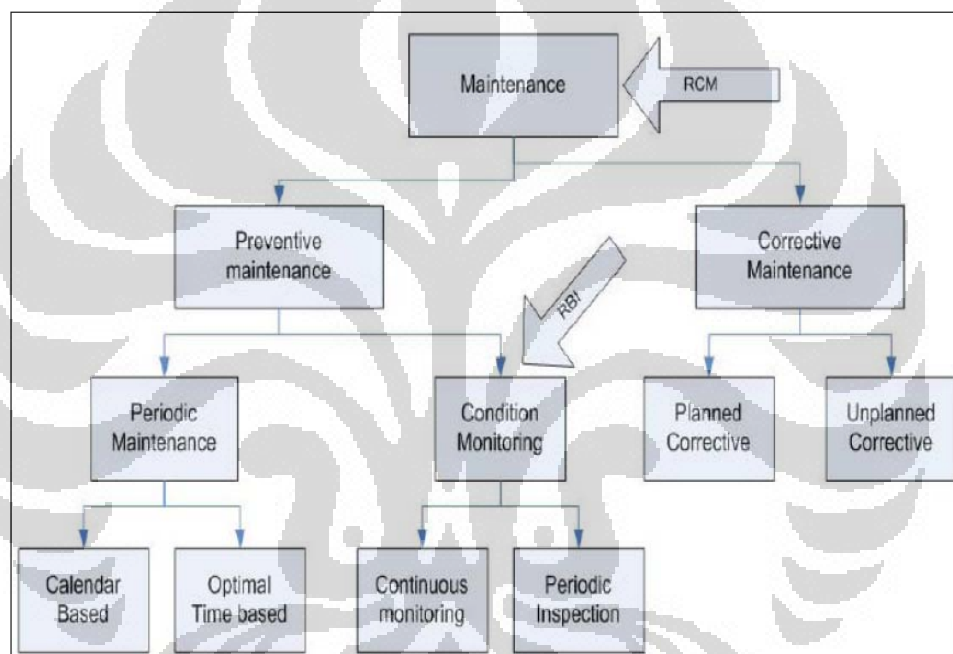 Maintenance
RCM
Preventive
maintenance
Corrective
Maintenance
RBI
Periodic
Maintenance
Condition
Monitoring
Planned
Corrective
Unplanned
Corrective
Calendar
Based
Optimal
Time based
Continuous
monitoring
Periodic
Inspection